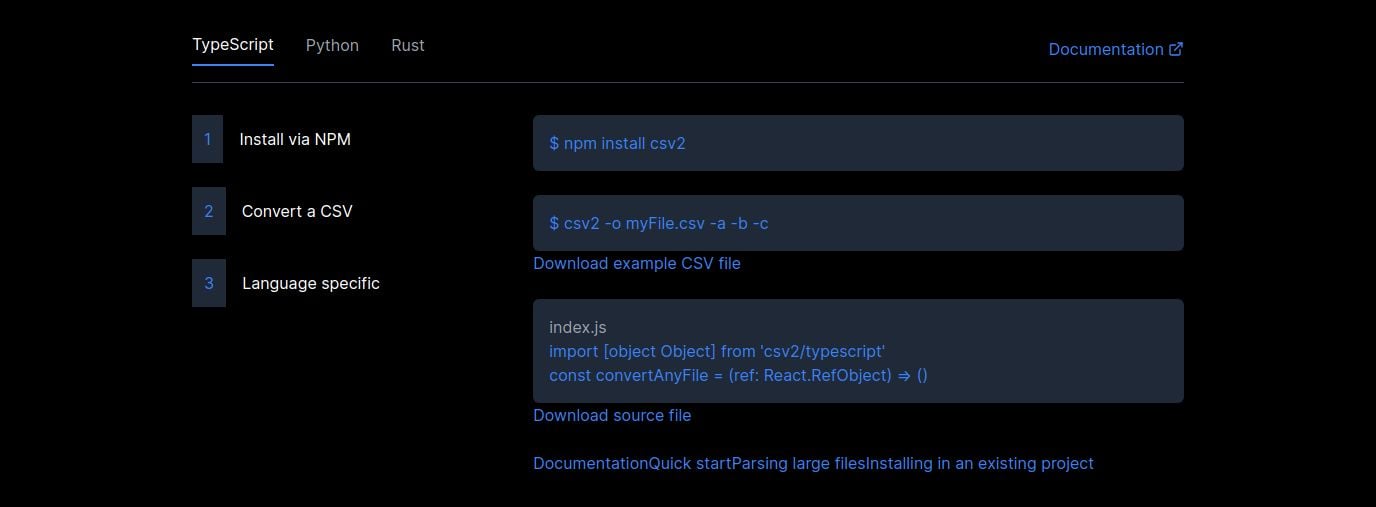 TypeScript Python Rust Documentation
1 Install via NPM
$ npm install csv2
2 Convert a CSV
$ csv2 -o myFile.csv -a -b -c
Download example CSV file
3 Language specific
index.js
import [object Object] from 'csv2/typescript'
const convertAnyFile = (ref: React.RefObject) => ()
Download source file
DocumentationQuick startParsing large filesInstalling in an existing project